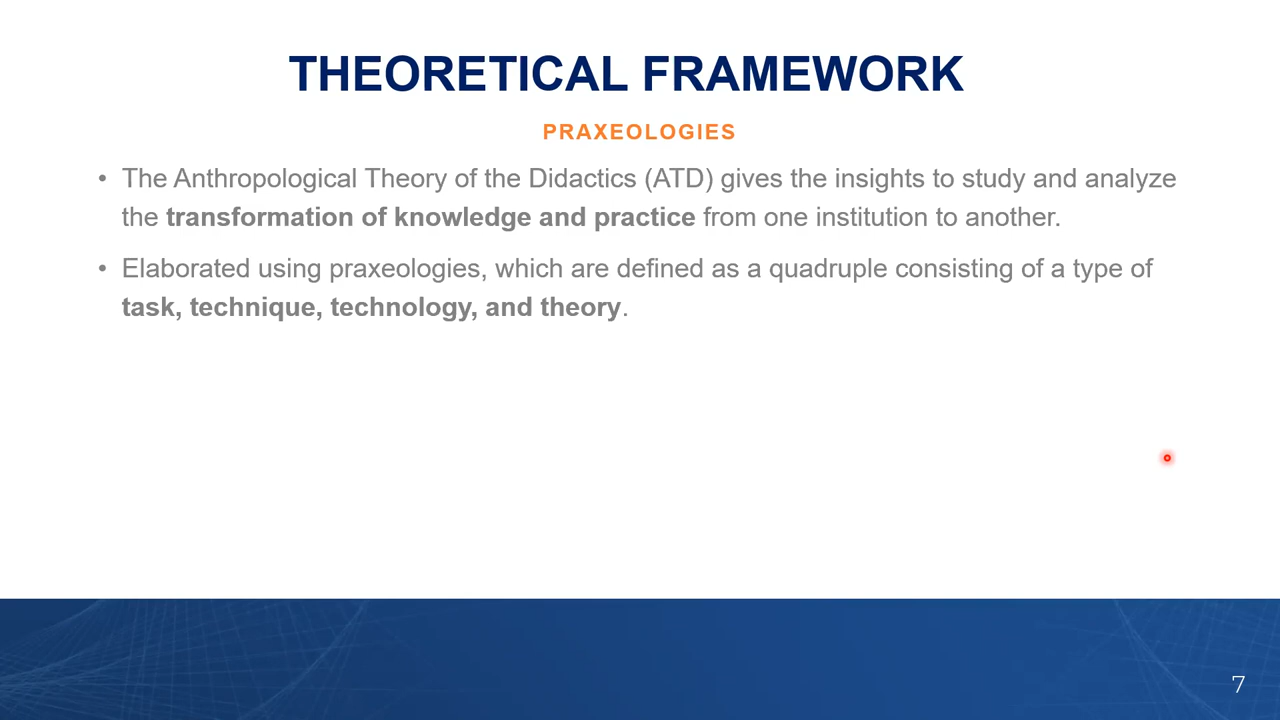 THEORETICAL FRAMEWORK
PRAXEOLOGIES
• The Anthropological Theory of the Didactics (ATD) gives the insights to study and analyze
the transformation of knowledge and practice from one institution to another.
• Elaborated using praxeologies, which are defined as a quadruple consisting of a type of
task, technique, technology, and theory.
7